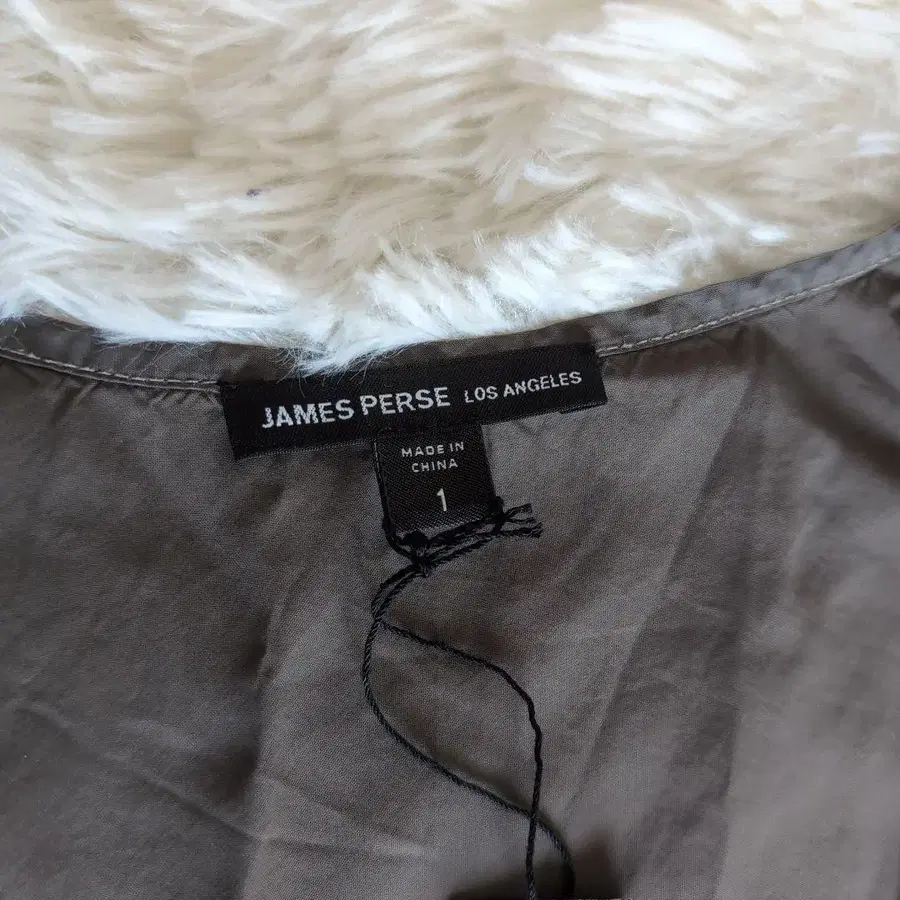 JAMES PERSE LOS ANGELES
MADE IN
CHINA
1